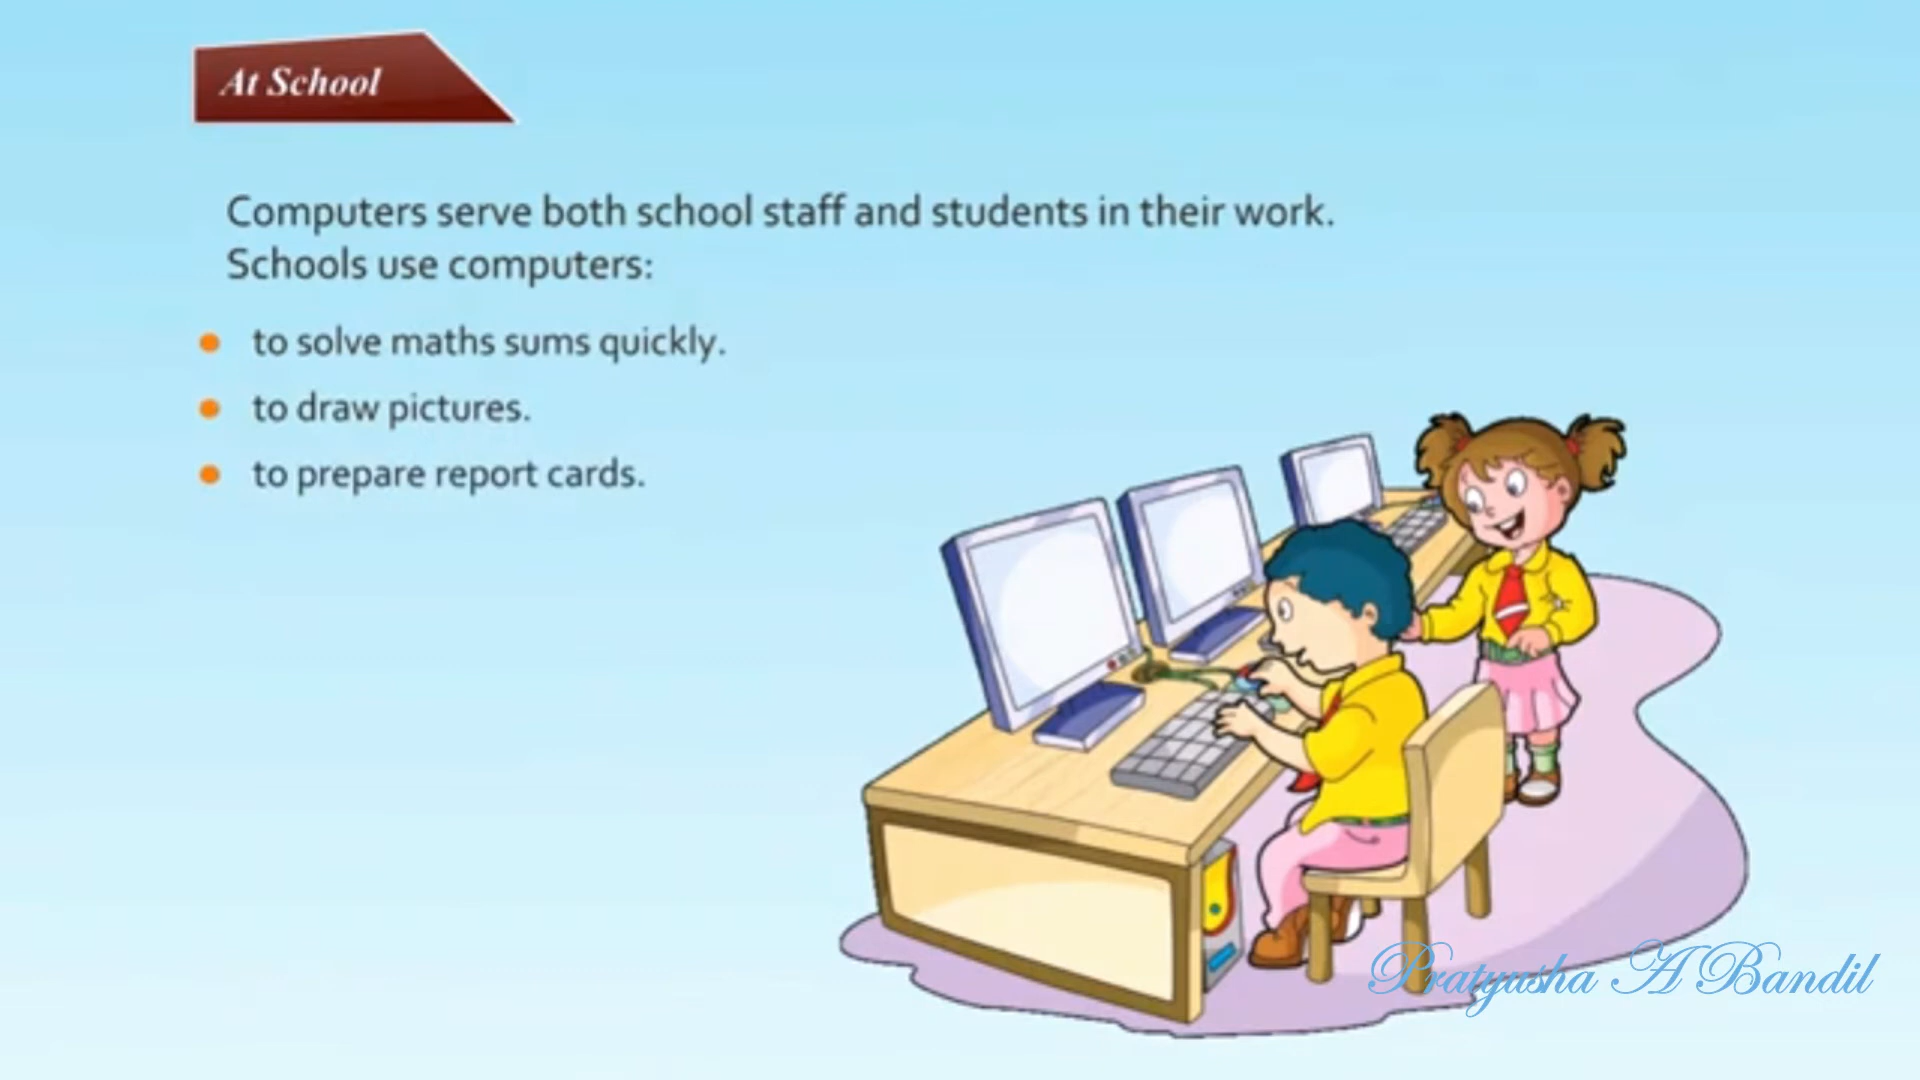 At School
Computers serve both school staff and students in their work.
Schools use computers:
to solve maths sums quickly.
to draw pictures.
to prepare report cards.
Pratyusha A Bandil